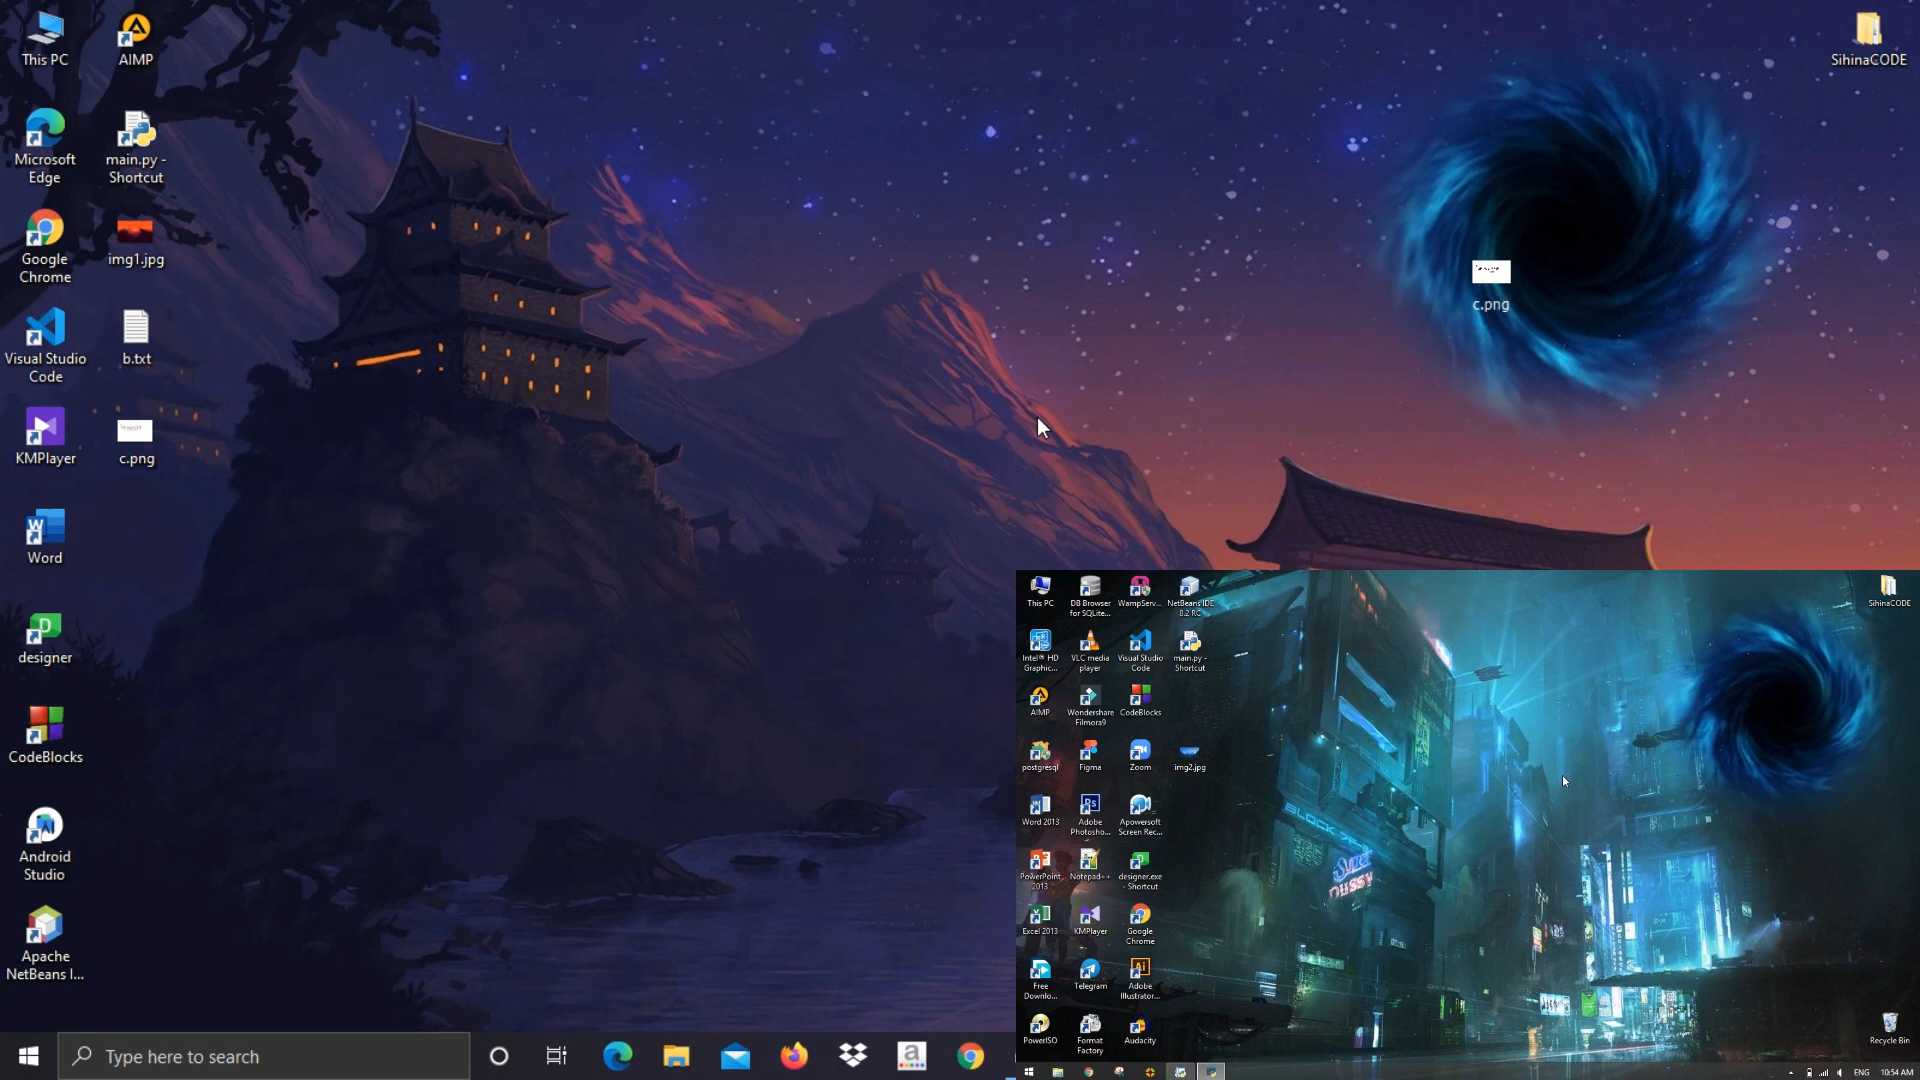 This PC
AIMP
SihinaCODE
Microsoft
Edge
main.py -
Shortcut
Google
Chrome
img1.jpg
c.png
Visual Studio
Code
b.txt
KMPlayer
c.png
Word
designer
CodeBlocks
Android
Studio
Apache
NetBeans I...
Type here to search
This PC
DB Browser
for SQLite...
WampServ...
NetBeans IDE
8.2 RC
SihinaCODE
Intel® HD
Graphic...
VLC media
player
Visual Studio
Code
main.py -
Shortcut
AIMP
Wondershare
Filmora9
CodeBlocks
postgresql
Figma
Zoom
img2.jpg
Word 2013
Adobe
Photosho...
Apowersoft
Screen Rec...
PowerPoint
2013
Notepad++
designer.exe
- Shortcut
Excel 2013
KMPlayer
Google
Chrome
Free
Downlo...
Telegram
Adobe
Illustrator...
PowerISO
Format
Factory
Audacity
Recycle Bin
ENG
10:54 AM